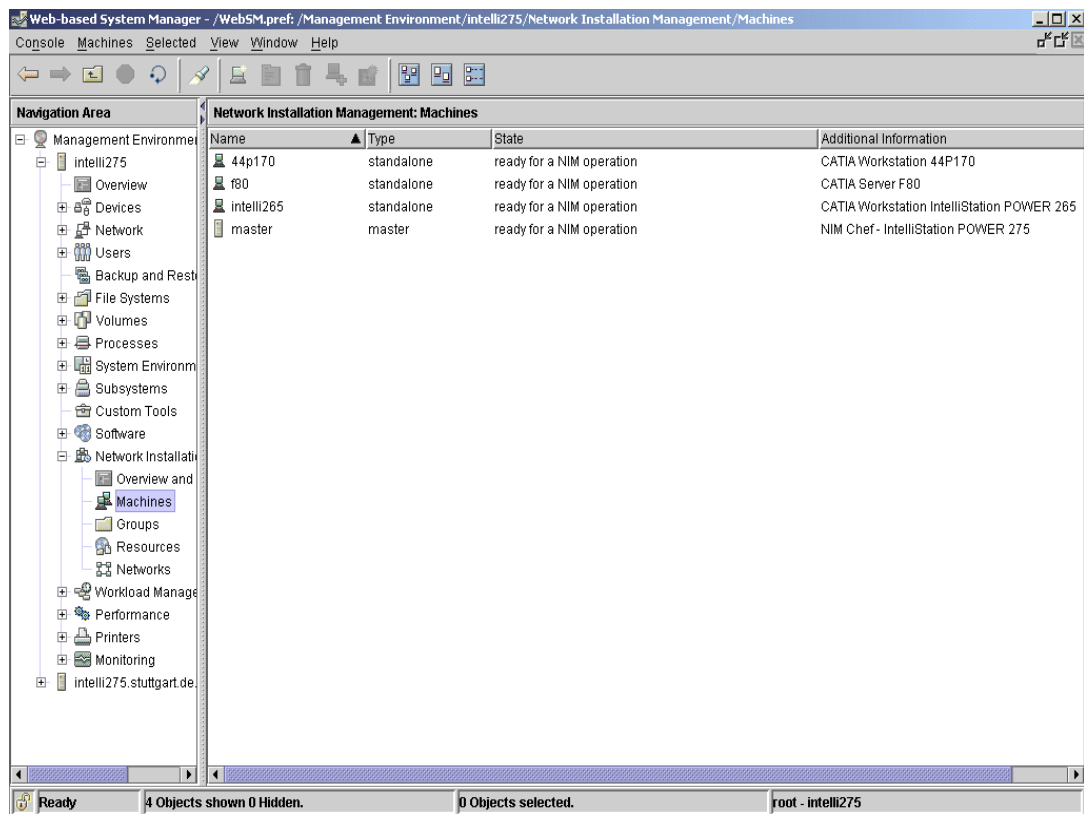 Web-based System Manager - /WebSM.pref: /Management Environment/intelli275/Network Installation Management/Machines
Console Machines Selected View Window Help
Navigation Area
Network Installation Management: Machines
Management Environmen
intelli275
Overview
Devices
Network
Users
Backup and Resto
File Systems
Volumes
Processes
System Environm
Subsystems
Custom Tools
Software
Network Installati
Overview and
Machines
Groups
Resources
Networks
Workload Manage
Performance
Printers
Monitoring
intelli275.stuttgart.de.
Name Type State Additional Information
44p170 standalone ready for a NIM operation CATIA Workstation 44P170
f80 standalone ready for a NIM operation CATIA Server F80
intelli265 standalone ready for a NIM operation CATIA Workstation IntelliStation POWER 265
master master ready for a NIM operation NIM Chef - IntelliStation POWER 275
Ready 4 Objects shown 0 Hidden. 0 Objects selected. root - intelli275